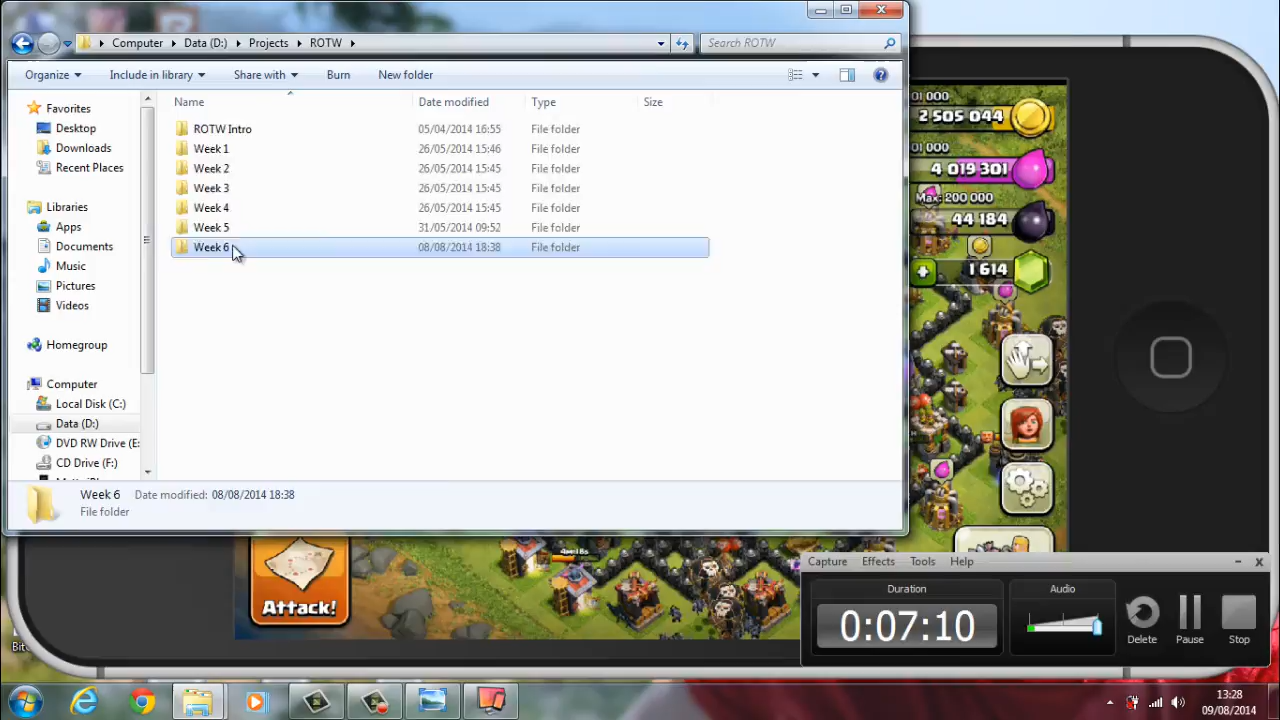 Computer Data (D:) Projects ROTW
Search ROTW
Organize Include in library Share with Burn New folder
Name Date modified Type Size
Favorites
Desktop
Downloads
Recent Places
Libraries
Apps
Documents
Music
Pictures
Videos
Homegroup
Computer
Local Disk (C:)
Data (D:)
DVD RW Drive (E:
CD Drive (F:)
ROTW Intro 05/04/2014 16:55 File folder
Week 1 26/05/2014 15:46 File folder
Week 2 26/05/2014 15:45 File folder
Week 3 26/05/2014 15:45 File folder
Week 4 26/05/2014 15:45 File folder
Week 5 31/05/2014 09:52 File folder
Week 6 08/08/2014 18:38 File folder
Week 6 Date modified: 08/08/2014 18:38
File folder
01 000
2 505 044
01 000
4 019 301
Max: 200 000
44 184
1 614
4m 18s
Attack!
Capture Effects Tools Help
Duration Audio
0:07:10
Delete Pause Stop
Bit
13:28
09/08/2014